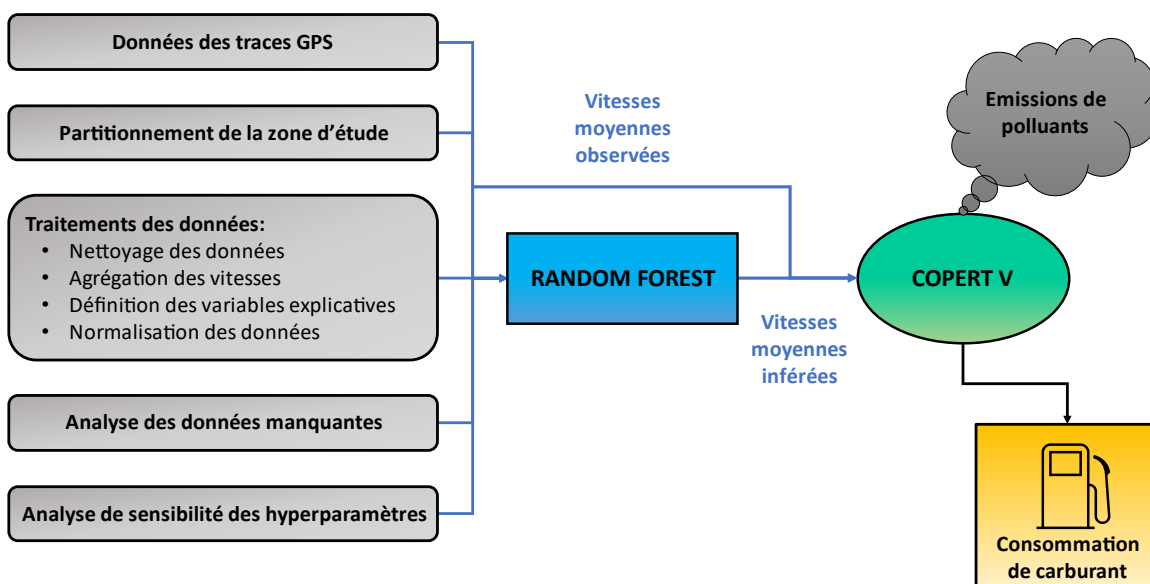 Données des traces GPS
Partitionnement de la zone d'étude
Traitements des données:
• Nettoyage des données
• Agrégation des vitesses
• Définition des variables explicatives
• Normalisation des données
Analyse des données manquantes
Analyse de sensibilité des hyperparamètres
Vitesses
moyennes
observées
RANDOM FOREST
Vitesses
moyennes
inférées
Emissions de
polluants
COPERT V
Consommation
de carburant